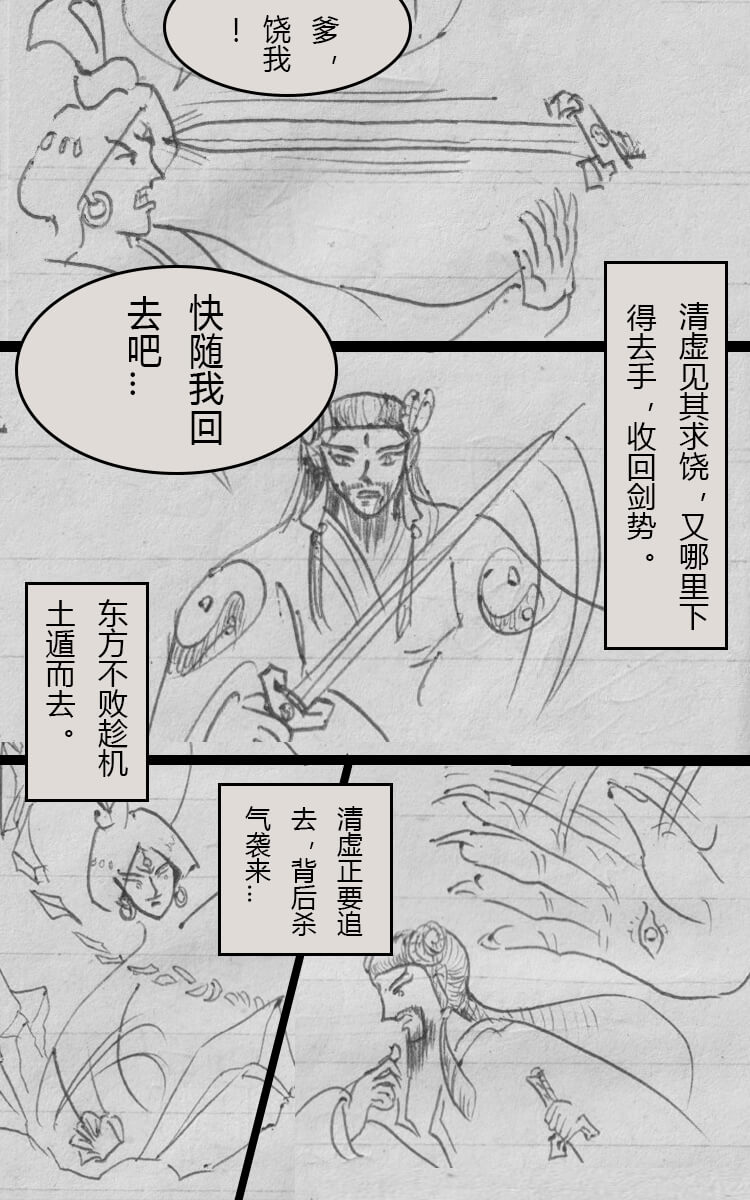 爹，
饶我
！
快随我回
去吧…
清虚见其求饶，又哪里下
得去手，收回剑势。
东方不败趁机
土遁而去。
清虚正要追
去，背后杀
气袭来…